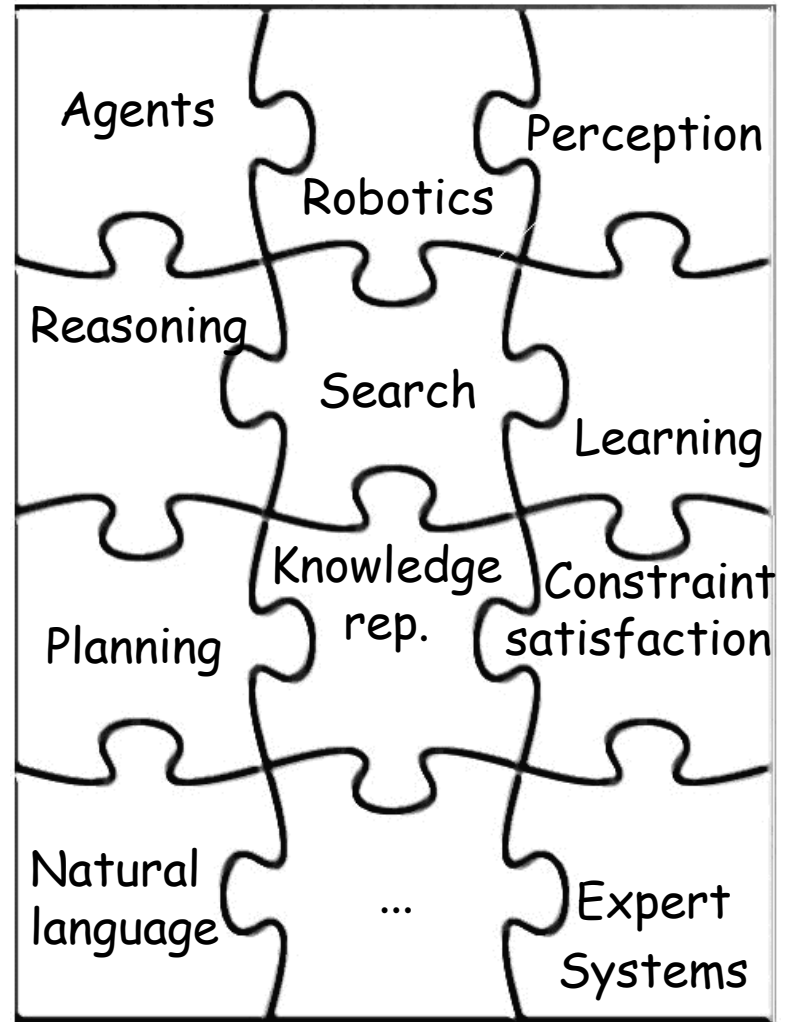 Agents
Robotics
Perception
Reasoning
Search
Learning
Planning
Knowledge
rep.
Constraint
satisfaction
Natural
language
...
Expert
Systems